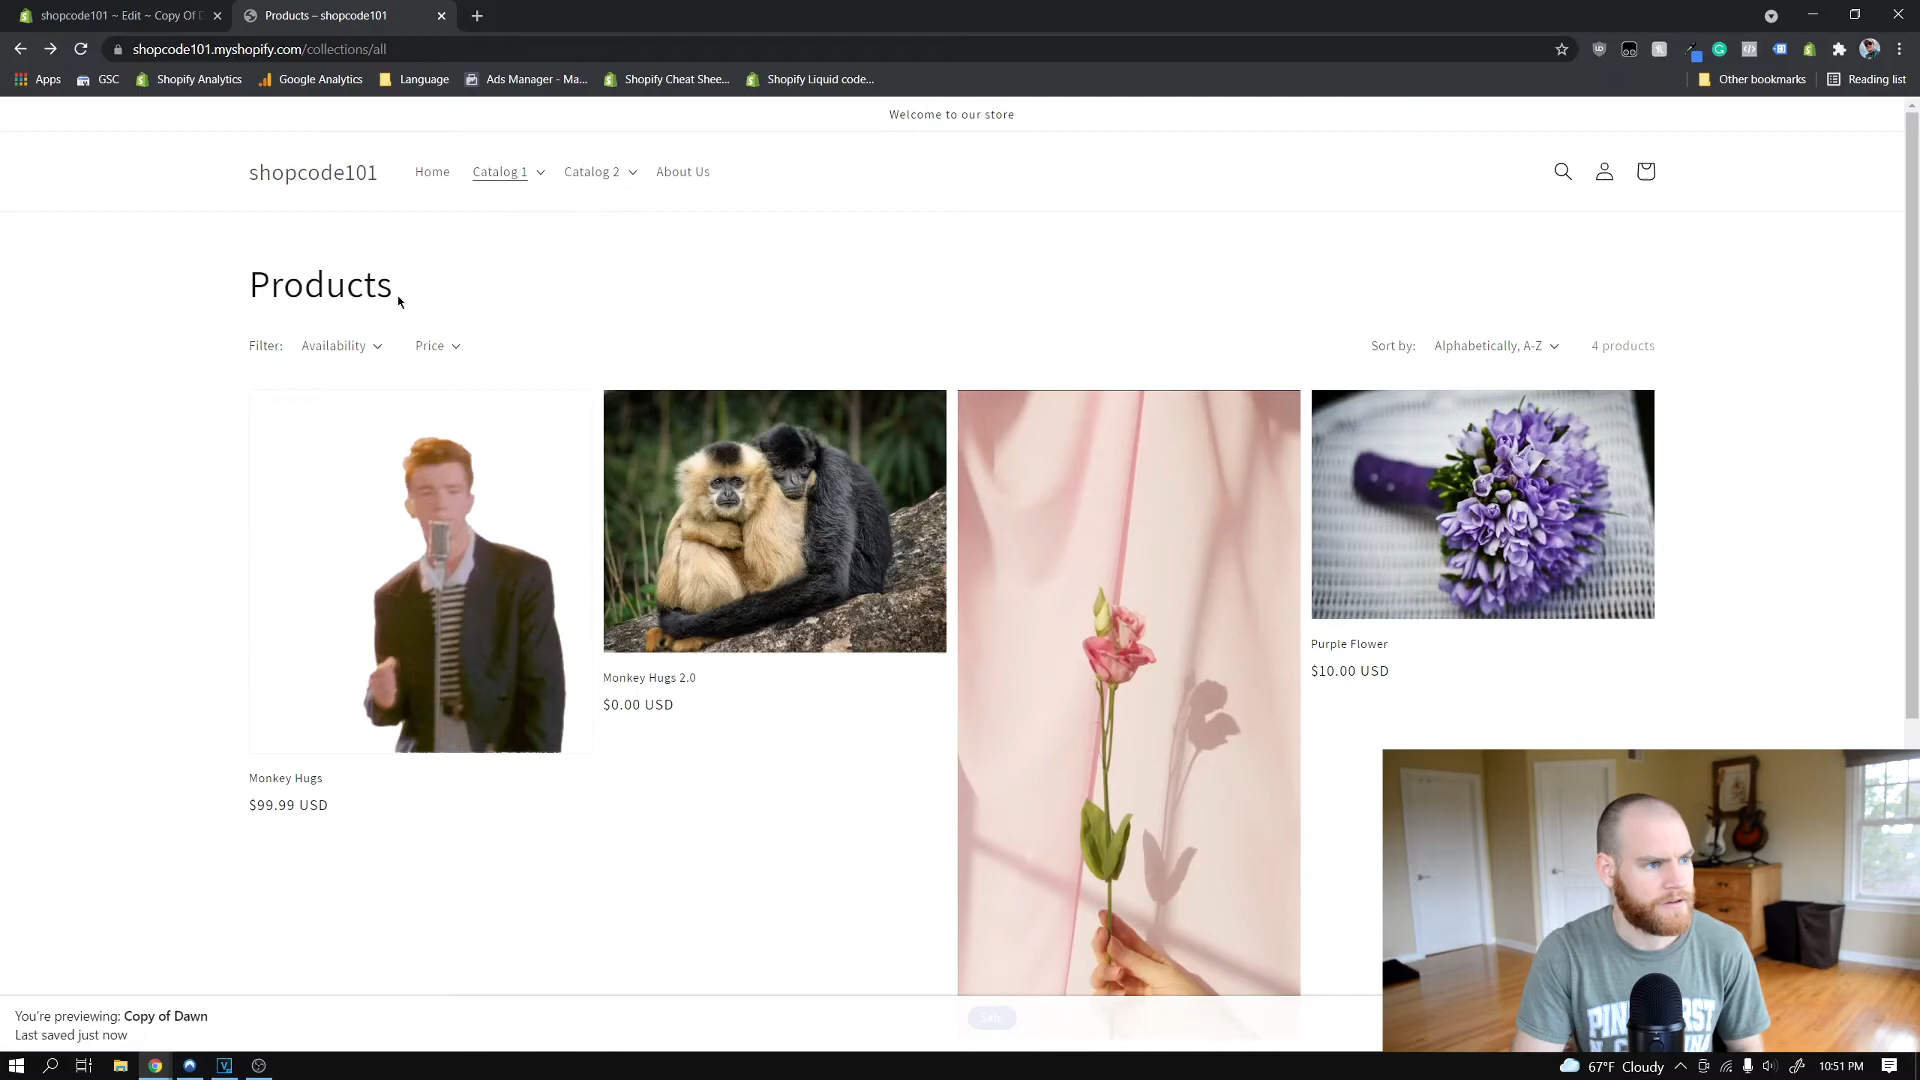 shopcode101 ~ Edit ~ Copy Of D
Products – shopcode101
shopcode101.myshopify.com/collections/all
Apps
GSC
Shopify Analytics
Google Analytics
Language
Ads Manager - Ma...
Shopify Cheat Shee...
Shopify Liquid code...
Other bookmarks
Reading list
Welcome to our store
shopcode101
Home
Catalog 1
Catalog 2
About Us
Products
Filter:
Availability
Price
Sort by:
Alphabetically, A-Z
4 products
Monkey Hugs
$99.99 USD
Monkey Hugs 2.0
$0.00 USD
Purple Flower
$10.00 USD
You're previewing: Copy of Dawn
Last saved just now
Sale
67°F Cloudy
10:51 PM